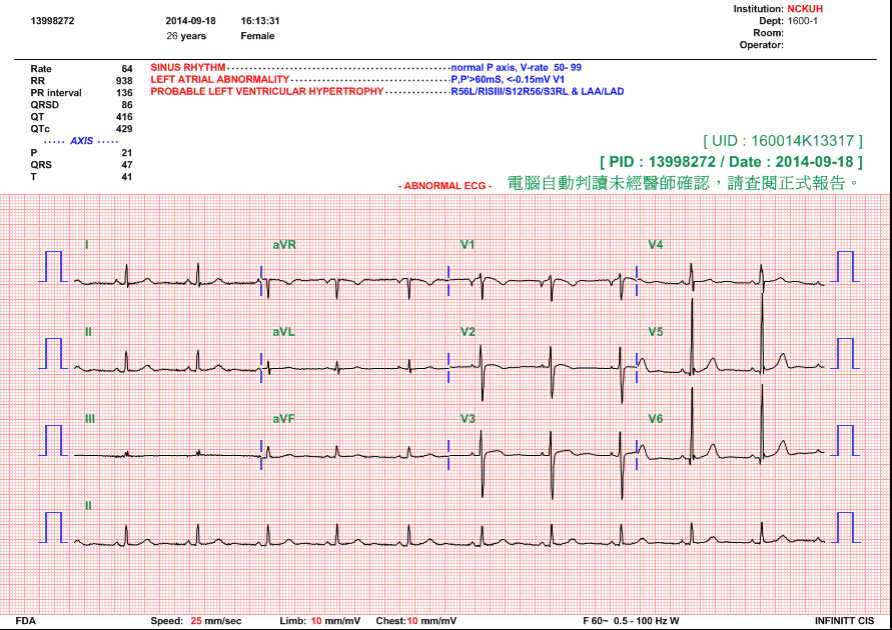 Institution: NCKUH
13998272 2014-09-18 16:13:31 Dept: 1600-1
26 years Female Room:
Operator:
Rate 64 SINUS RHYTHM - - - - - - - - - - - - - - - - - - - - normal P axis, V-rate 50- 99
RR 938 LEFT ATRIAL ABNORMALITY - - - - - - - - - - - - - - P,P'>60mS, <-0.15mV V1
PR interval 136 PROBABLE LEFT VENTRICULAR HYPERTROPHY - - - - - - R56L/RISIII/S12R56/S3RL & LAA/LAD
QRSD 86
QT 416
QTc 429
----- AXIS -----
P 21
QRS 47
T 41
[ UID : 160014K13317 ]
[ PID : 13998272 / Date : 2014-09-18 ]
- ABNORMAL ECG - 電腦自動判讀未經醫師確認，請查閱正式報告。
I aVR V1 V4
II aVL V2 V5
III aVF V3 V6
II
FDA Speed: 25 mm/sec Limb: 10 mm/mV Chest:10 mm/mV F 60~ 0.5 - 100 Hz W INFINITT CIS